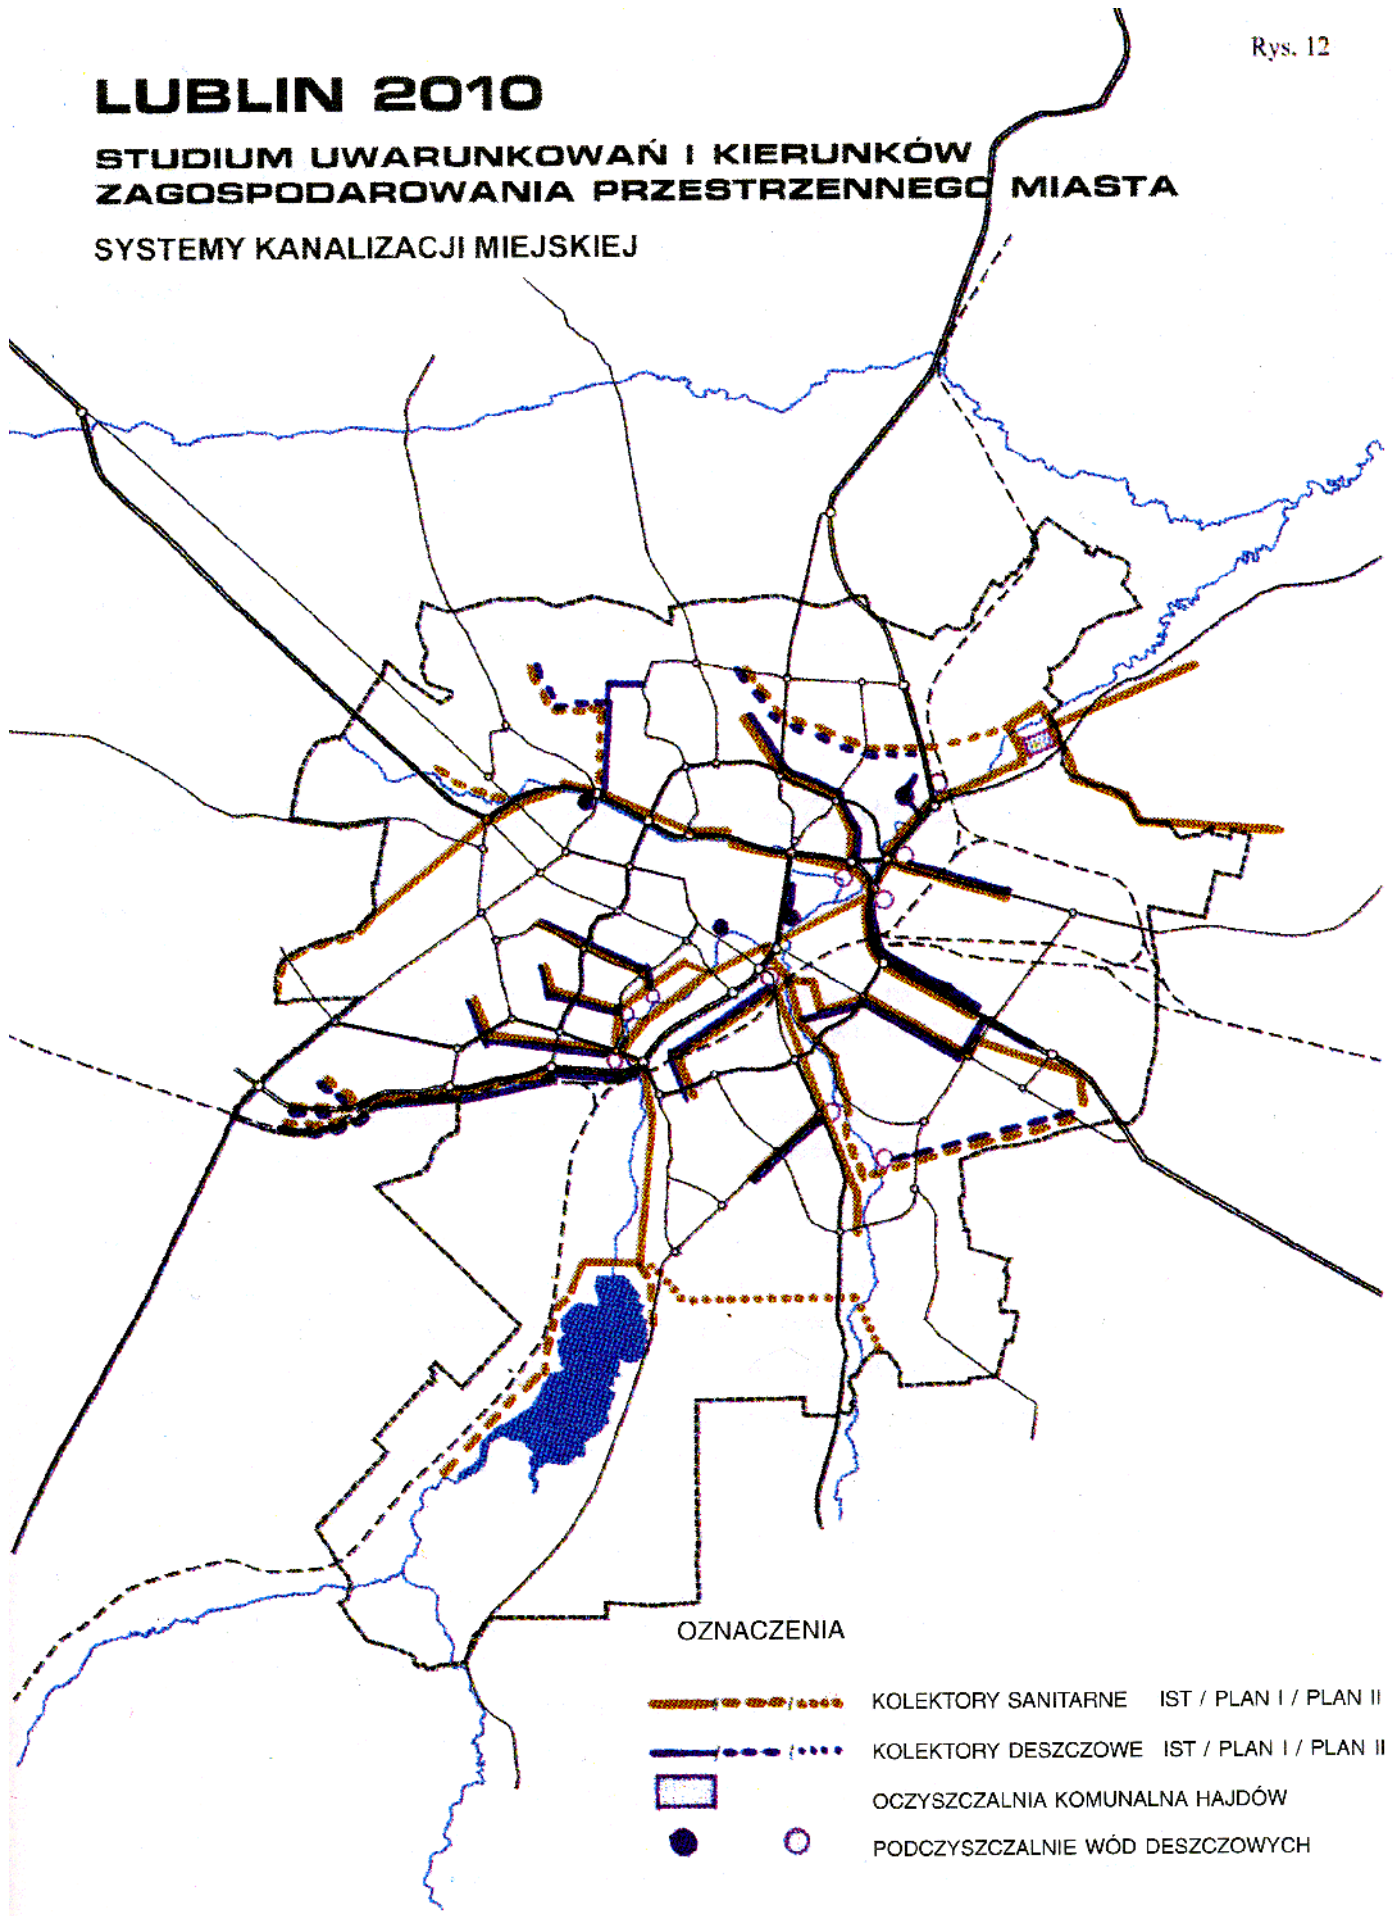 Rys. 12
LUBLIN 2010
STUDIUM UWARUNKOWAŃ I KIERUNKÓW
ZAGOSPODAROWANIA PRZESTRZENNEGO MIASTA
SYSTEMY KANALIZACJI MIEJSKIEJ
OZNACZENIA
KOLEKTORY SANITARNE IST / PLAN I / PLAN II
KOLEKTORY DESZCZOWE IST / PLAN I / PLAN II
OCZYSZCZALNIA KOMUNALNA HAJDÓW
PODCZYSZCZALNIE WÓD DESZCZOWYCH